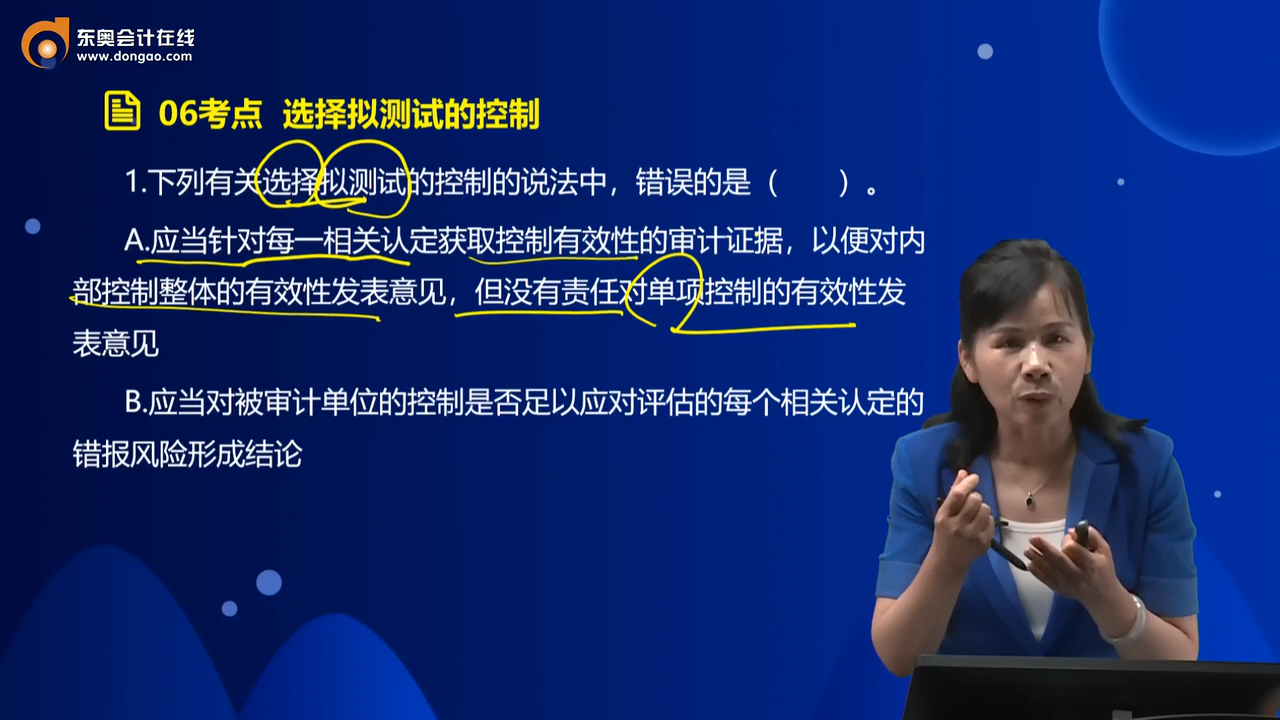 东奥会计在线
www.dongao.com
06考点 选择拟测试的控制
1.下列有关选择拟测试的控制的说法中，错误的是（　　）。
A.应当针对每一相关认定获取控制有效性的审计证据，以便对内
部控制整体的有效性发表意见，但没有责任对单项控制的有效性发
表意见
B.应当对被审计单位的控制是否足以应对评估的每个相关认定的
错报风险形成结论